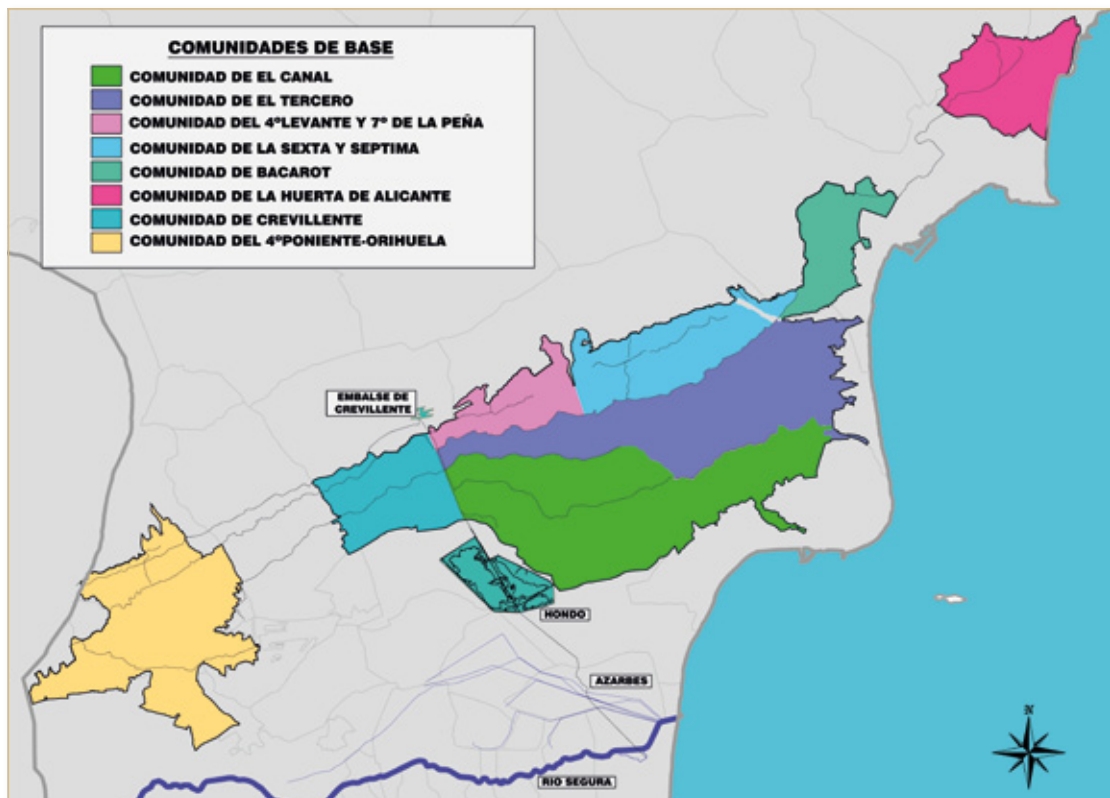 COMUNIDADES DE BASE
COMUNIDAD DE EL CANAL
COMUNIDAD DE EL TERCERO
COMUNIDAD DEL 4ºLEVANTE Y 7º DE LA PEÑA
COMUNIDAD DE LA SEXTA Y SEPTIMA
COMUNIDAD DE BACAROT
COMUNIDAD DE LA HUERTA DE ALICANTE
COMUNIDAD DE CREVILLENTE
COMUNIDAD DEL 4ºPONIENTE-ORIHUELA
EMBALSE DE
CREVILLENTE
HONDO
AZARBES
N
RIO SEGURA